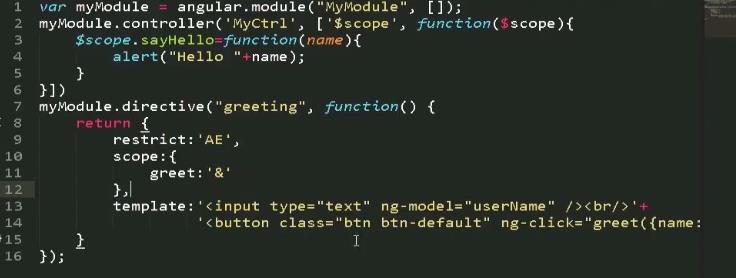 1 var myModule = angular.module("MyModule", []);
2 myModule.controller('MyCtrl', ['$scope', function($scope){
3     $scope.sayHello=function(name){
4         alert("Hello "+name);
5     }
6 }])
7 myModule.directive("greeting", function() {
8     return {
9         restrict:'AE',
10         scope:{
11             greet:'&'
12         },
13         template:'<input type="text" ng-model="userName" /><br/>'+
14                  '<button class="btn btn-default" ng-click="greet({name:
15     }
16 });